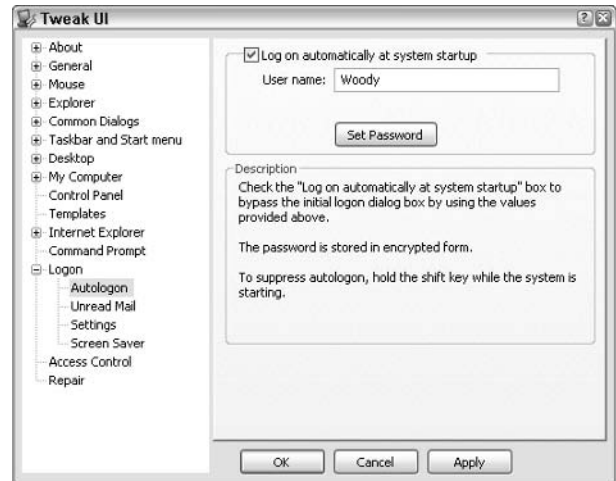 Tweak UI
About
General
Mouse
Explorer
Common Dialogs
Taskbar and Start menu
Desktop
My Computer
Control Panel
Templates
Internet Explorer
Command Prompt
Logon
Autologon
Unread Mail
Settings
Screen Saver
Access Control
Repair
Log on automatically at system startup
User name: Woody
Set Password
Description
Check the "Log on automatically at system startup" box to
bypass the initial logon dialog box by using the values
provided above.
The password is stored in encrypted form.
To suppress autologon, hold the shift key while the system is
starting.
OK Cancel Apply